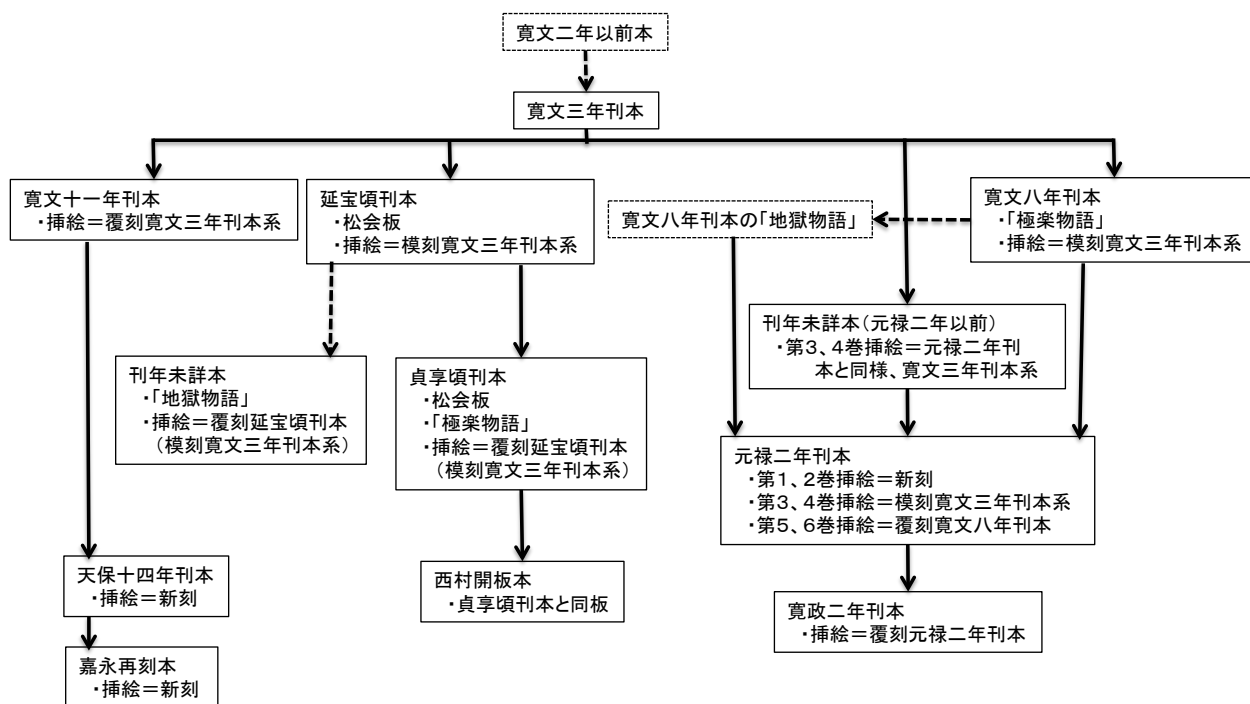 寛文二年以前本
寛文三年刊本
寛文十一年刊本
・挿絵＝覆刻寛文三年刊本系
延宝頃刊本
・松会板
・挿絵＝模刻寛文三年刊本系
寛文八年刊本の「地獄物語」
寛文八年刊本
・「極楽物語」
・挿絵＝模刻寛文三年刊本系
刊年未詳本（元禄二年以前）
・第3、4巻挿絵＝元禄二年刊
本と同様、寛文三年刊本系
刊年未詳本
・「地獄物語」
・挿絵＝覆刻延宝頃刊本
（模刻寛文三年刊本系）
貞享頃刊本
・松会板
・「極楽物語」
・挿絵＝覆刻延宝頃刊本
（模刻寛文三年刊本系）
元禄二年刊本
・第1、2巻挿絵＝新刻
・第3、4巻挿絵＝模刻寛文三年刊本系
・第5、6巻挿絵＝覆刻寛文八年刊本
天保十四年刊本
・挿絵＝新刻
西村開板本
・貞享頃刊本と同板
寛政二年刊本
・挿絵＝覆刻元禄二年刊本
嘉永再刻本
・挿絵＝新刻